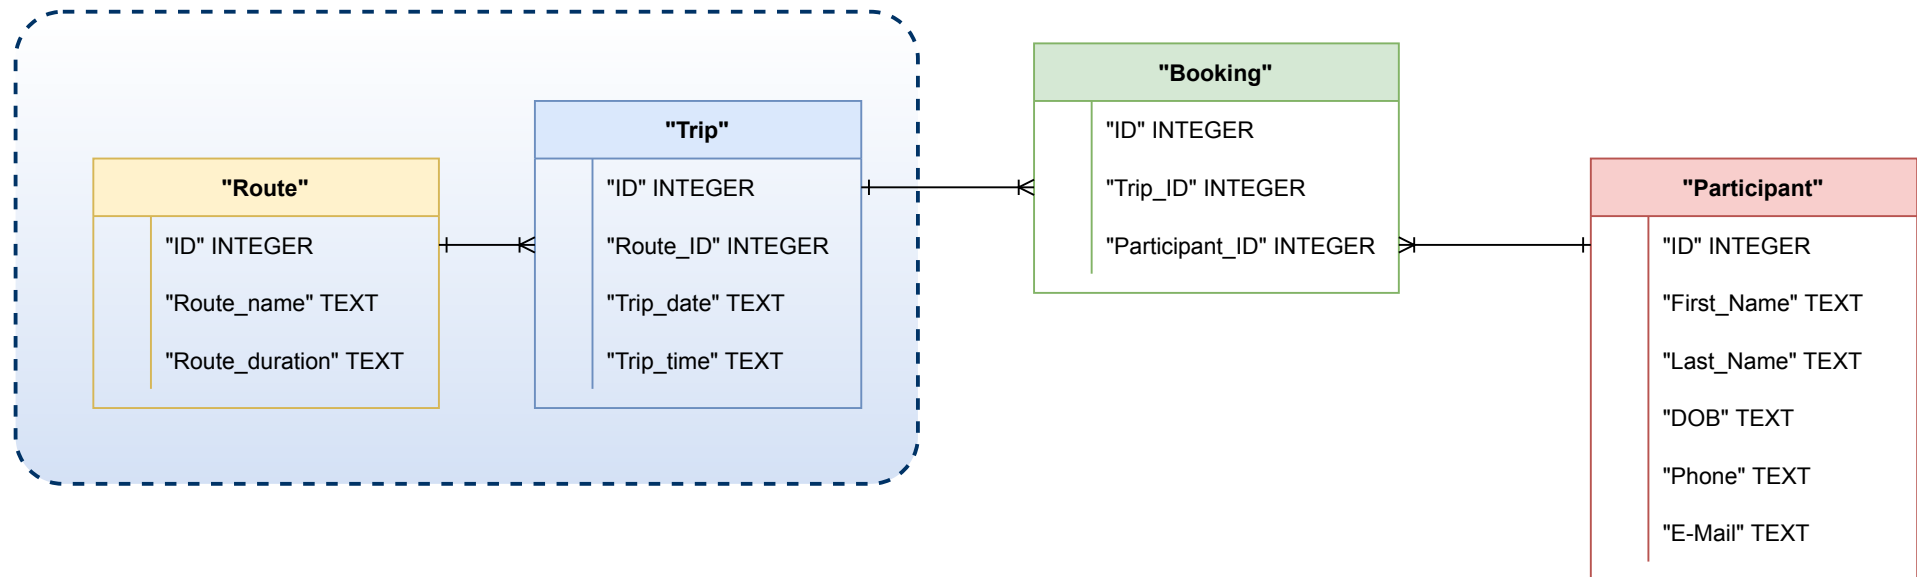 "Route"
"ID" INTEGER
"Route_name" TEXT
"Route_duration" TEXT
"Trip"
"ID" INTEGER
"Route_ID" INTEGER
"Trip_date" TEXT
"Trip_time" TEXT
"Booking"
"ID" INTEGER
"Trip_ID" INTEGER
"Participant_ID" INTEGER
"Participant"
"ID" INTEGER
"First_Name" TEXT
"Last_Name" TEXT
"DOB" TEXT
"Phone" TEXT
"E-Mail" TEXT